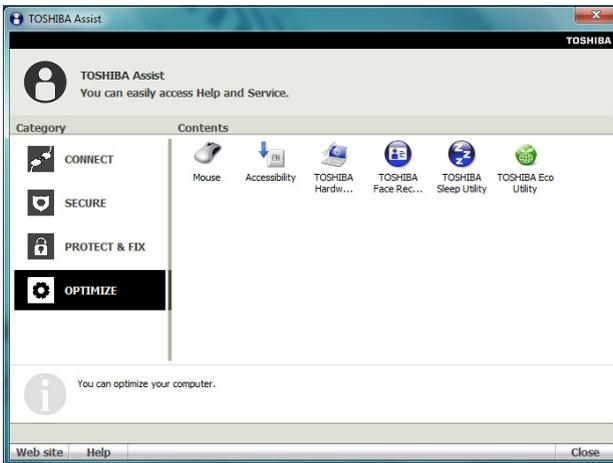 TOSHIBA Assist
TOSHIBA
TOSHIBA Assist
You can easily access Help and Service.
Category
Contents
CONNECT
SECURE
PROTECT & FIX
OPTIMIZE
Mouse
FN
Accessibility
TOSHIBA
Hardw...
TOSHIBA
Face Rec...
zZ
TOSHIBA
Sleep Utility
TOSHIBA Eco
Utility
You can optimize your computer.
Web site
Help
Close